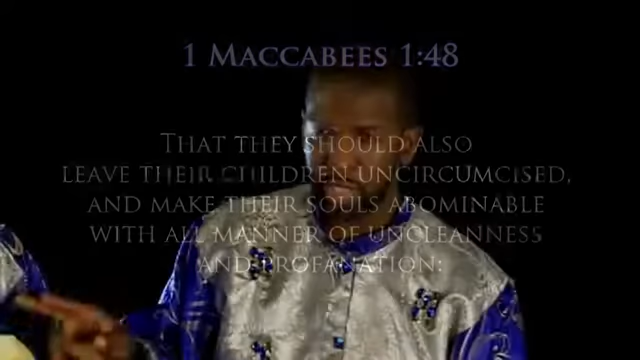 1 MACCABEES 1:48
THAT THEY SHOULD ALSO
LEAVE THEIR CHILDREN UNCIRCUMCISED,
AND MAKE THEIR SOULS ABOMINABLE
WITH ALL MANNER OF UNCLEANNESS
AND PROFANATION: